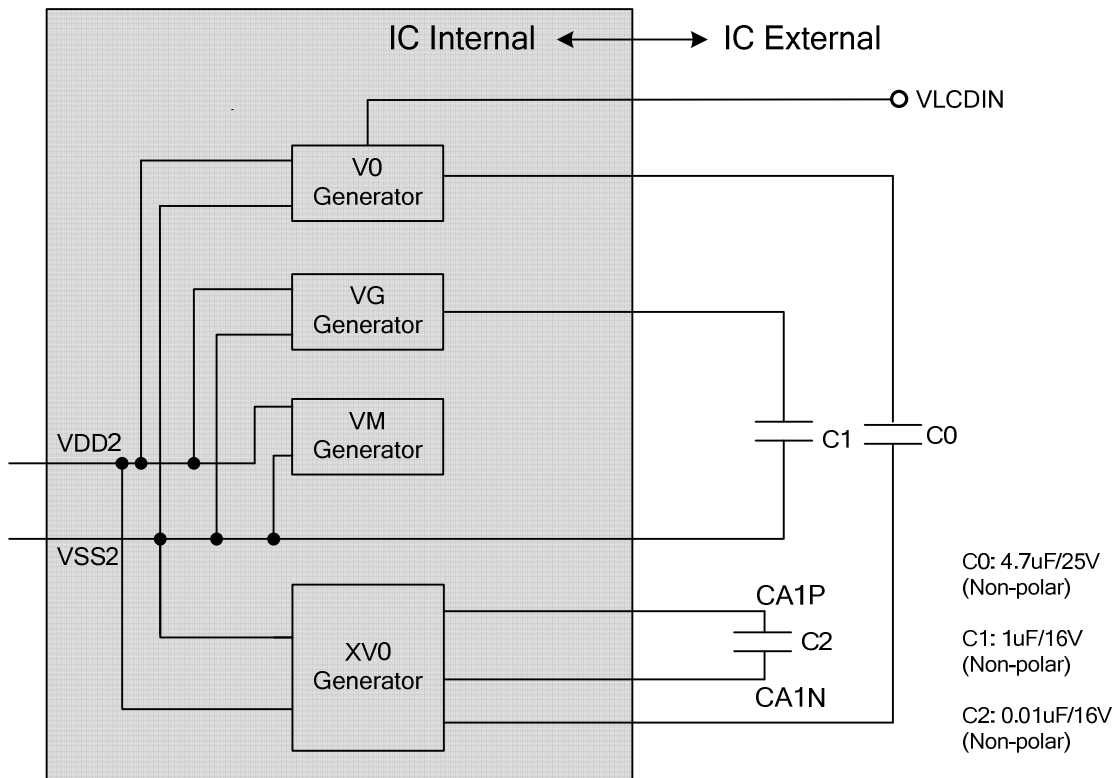 IC Internal
IC External
VLCDIN
V0
Generator
VG
Generator
VM
Generator
VDD2
C1
C0
VSS2
XV0
Generator
CA1P
C2
CA1N
C0: 4.7uF/25V
(Non-polar)
C1: 1uF/16V
(Non-polar)
C2: 0.01uF/16V
(Non-polar)